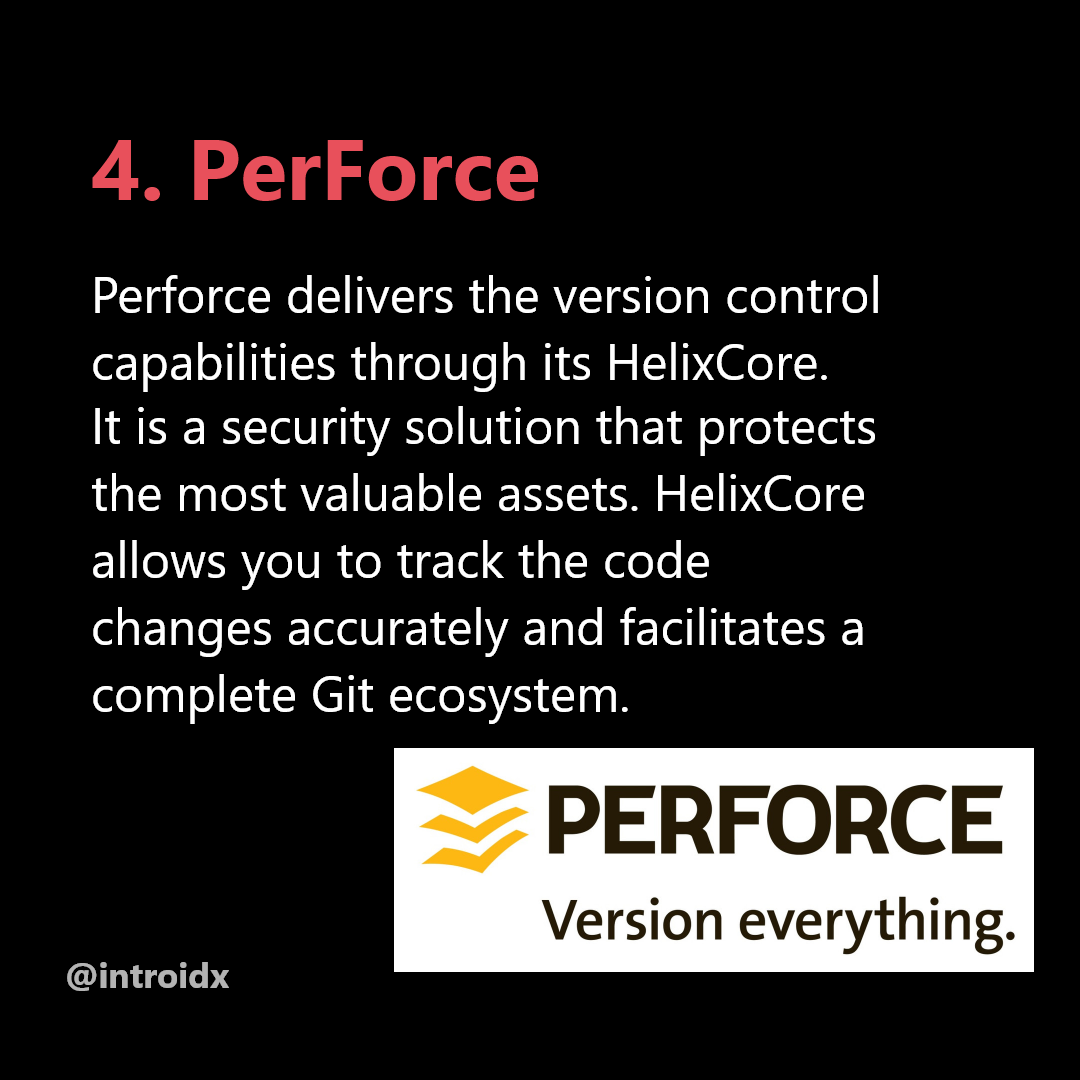 4. PerForce
Perforce delivers the version control
capabilities through its HelixCore.
It is a security solution that protects
the most valuable assets. HelixCore
allows you to track the code
changes accurately and facilitates a
complete Git ecosystem.
PERFORCE
Version everything.
@introidx